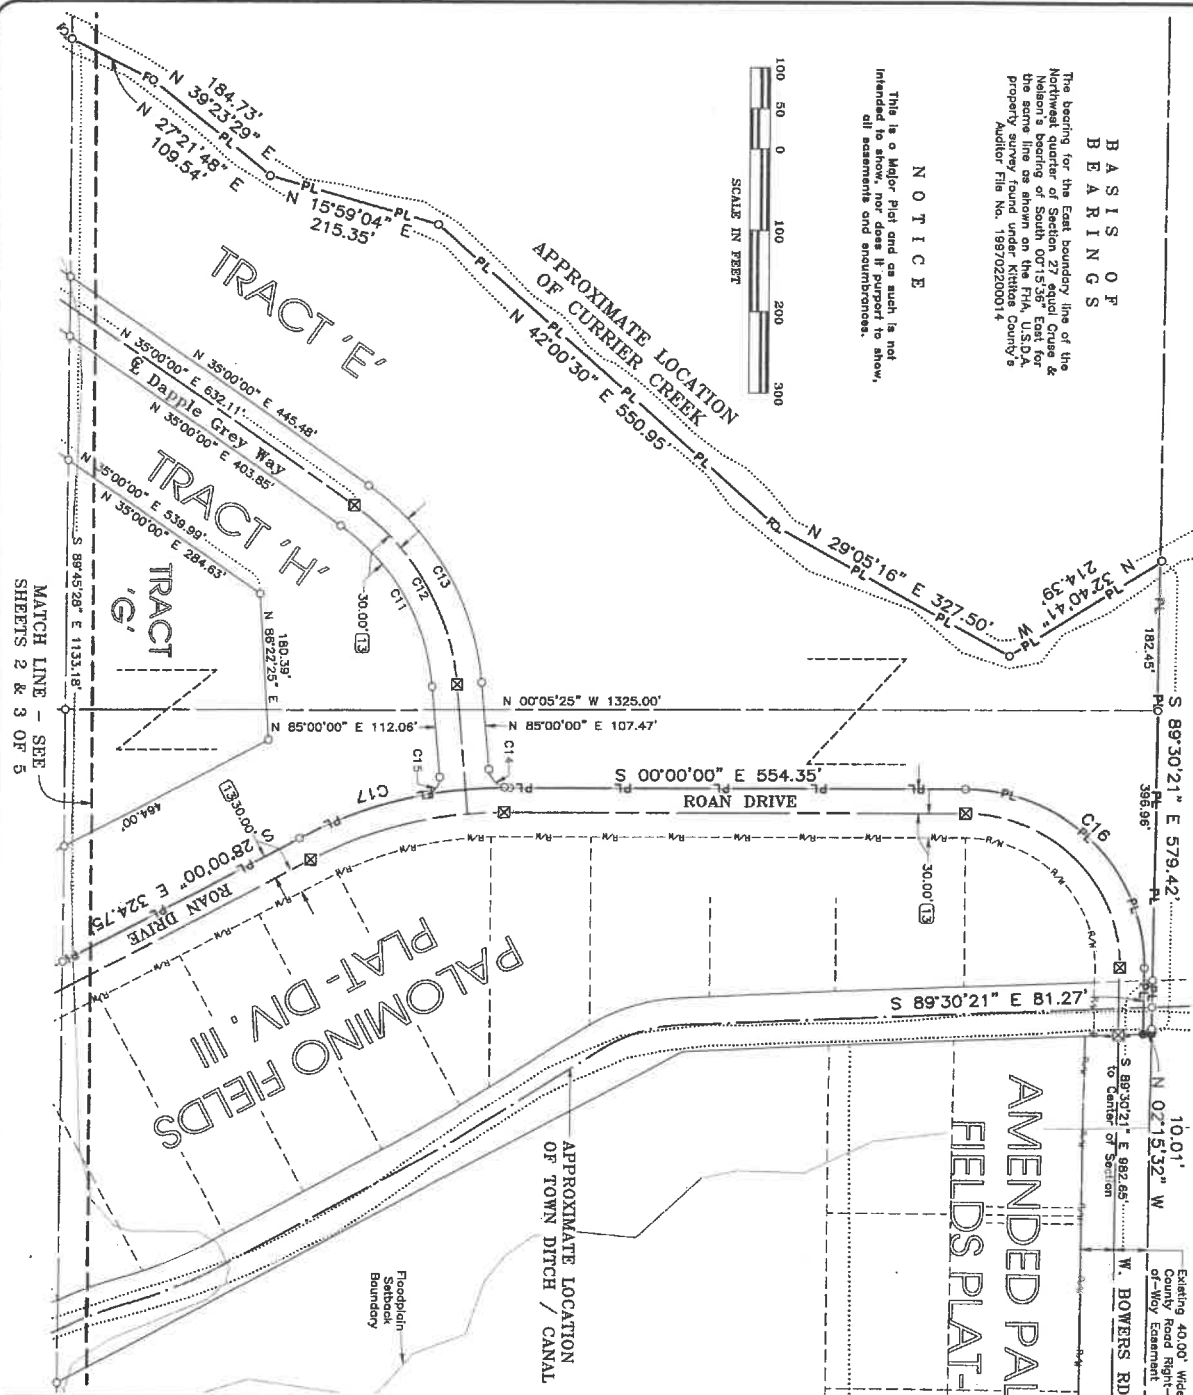 BASIS OF
BEARINGS
The bearing for the East boundary line of the
Northwest quarter of Section 27 equal Cruse &
Nelson's bearing of South 00°15'36" East for
the same line as shown on the FHA, U.S.D.A.
property survey found under Kittitas County's
Auditor File No. 199702200014
NOTICE
This is a Major Plat and as such is not
intended to show, nor does it purport to show,
all easements and encumbrances.
100 50 0 100 200 300
SCALE IN FEET
184.73'
N 39°23'29" E
N 27°21'48" E
109.54'
N 15°59'04" E
215.35'
APPROXIMATE LOCATION
OF CURRIER CREEK
N 42°00'30" E 550.95'
N 29°05'16" E 327.50'
N 32°40'41" W
214.39'
182.45'
S 89°30'21" E 579.42'
396.96'
TRACT 'E'
N 35°00'00" E 445.48'
N 35°00'00" E 632.11'
℄ Dapple Grey Way
N 35°00'00" E 403.85'
TRACT 'H'
N 35°00'00" E 539.99'
N 35°00'00" E 284.63'
TRACT
'G'
C13
C12
C11
30.00' 13
180.39'
N 86°22'25" E
N 00°05'25" W 1325.00'
N 85°00'00" E 112.06'
N 85°00'00" E 107.47'
C14
C15
C17
S 00°00'00" E 554.35'
ROAN DRIVE
C16
30.00' 13
464.00'
13 30.00'
S 28°00'00" E 324.75
ROAN DRIVE
S 89°45'28" E 1133.18'
MATCH LINE - SEE
SHEETS 2 & 3 OF 5
PALOMINO FIELDS
PLAT- DIV. III
S 89°30'21" E 81.27'
10.01'
N 02°15'32" W
S 89°30'21" E 982.65'
to Center of Section
Existing 40.00' Wide
County Road Right-
of-Way Easement
W. BOWERS RD
AMENDED PAL
FIELDS PLAT-
APPROXIMATE LOCATION
OF TOWN DITCH / CANAL
Floodplain
Setback
Boundary